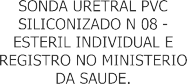 SONDA URETRAL PVC
SILICONIZADO N 08 -
ESTERIL INDIVIDUAL E
REGISTRO NO MINISTERIO
DA SAUDE.